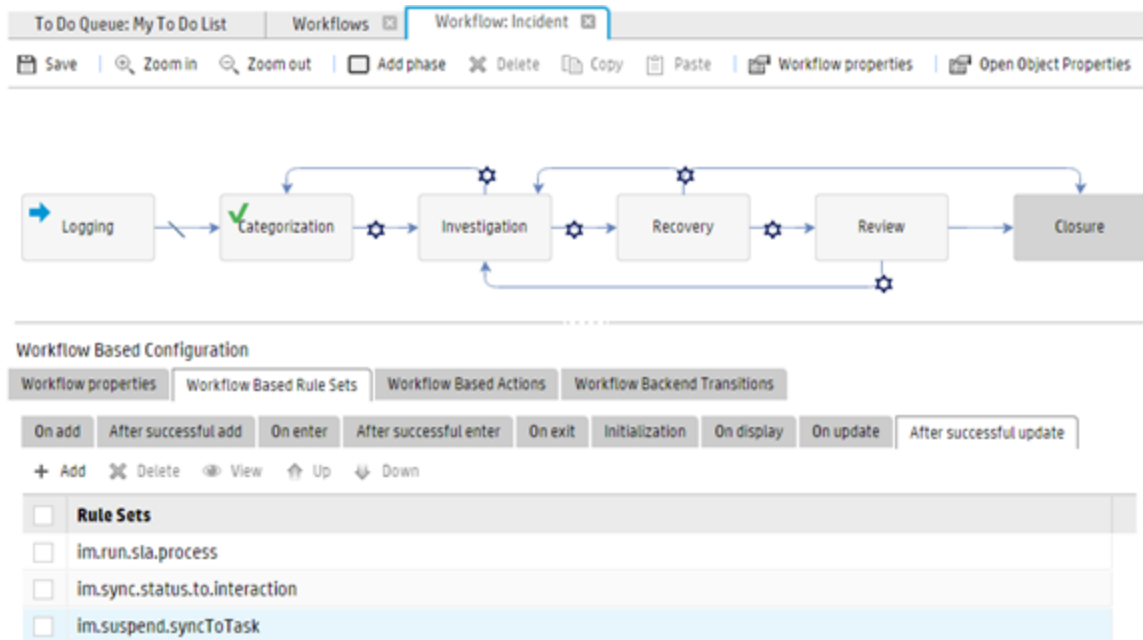 To Do Queue: My To Do List Workflows Workflow: Incident
Save Zoom in Zoom out Add phase Delete Copy Paste Workflow properties Open Object Properties
Logging Categorization Investigation Recovery Review Closure
Workflow Based Configuration
Workflow properties Workflow Based Rule Sets Workflow Based Actions Workflow Backend Transitions
On add After successful add On enter After successful enter On exit Initialization On display On update After successful update
Add Delete View Up Down
Rule Sets
im.run.sla.process
im.sync.status.to.interaction
im.suspend.syncToTask